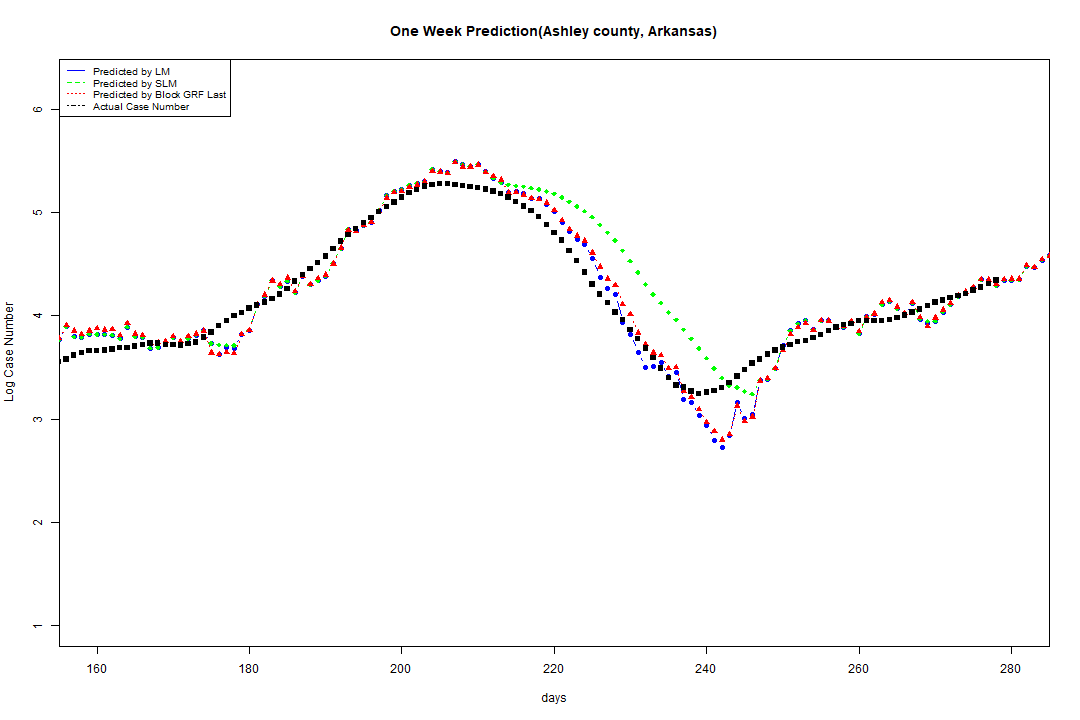 One Week Prediction(Ashley county, Arkansas)
Predicted by LM
Predicted by SLM
Predicted by Block GRF Last
Actual Case Number
6
5
4
3
2
1
Log Case Number
160 180 200 220 240 260 280
days